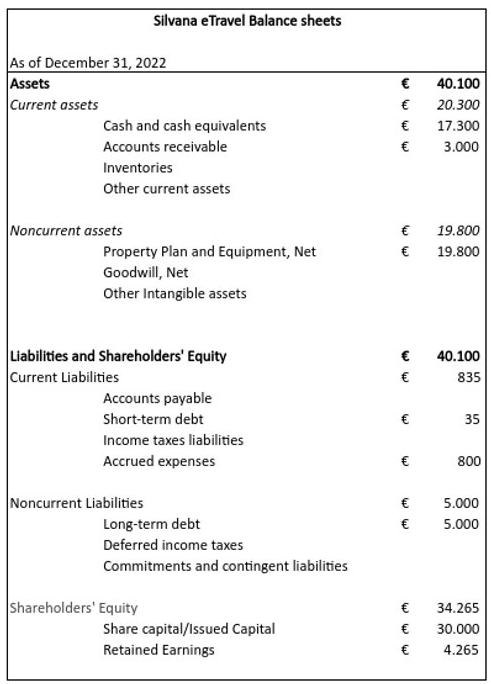 Silvana eTravel Balance sheets
As of December 31, 2022
Assets € 40.100
Current assets € 20.300
Cash and cash equivalents € 17.300
Accounts receivable € 3.000
Inventories
Other current assets
Noncurrent assets € 19.800
Property Plan and Equipment, Net € 19.800
Goodwill, Net
Other Intangible assets
Liabilities and Shareholders' Equity € 40.100
Current Liabilities € 835
Accounts payable
Short-term debt € 35
Income taxes liabilities
Accrued expenses € 800
Noncurrent Liabilities € 5.000
Long-term debt € 5.000
Deferred income taxes
Commitments and contingent liabilities
Shareholders' Equity € 34.265
Share capital/Issued Capital € 30.000
Retained Earnings € 4.265